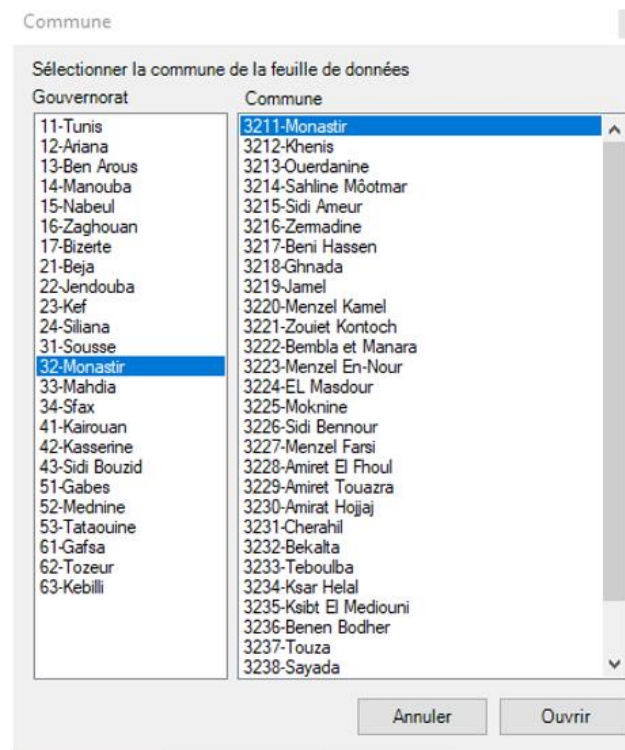 Commune
Sélectionner la commune de la feuille de données
Gouvernorat
11-Tunis
12-Ariana
13-Ben Arous
14-Manouba
15-Nabeul
16-Zaghouan
17-Bizerte
21-Beja
22-Jendouba
23-Kef
24-Siliana
31-Sousse
32-Monastir
33-Mahdia
34-Sfax
41-Kairouan
42-Kasserine
43-Sidi Bouzid
51-Gabes
52-Mednine
53-Tataouine
61-Gafsa
62-Tozeur
63-Kebilli
Commune
3211-Monastir
3212-Khenis
3213-Ouerdanine
3214-Sahline Môotmar
3215-Sidi Ameur
3216-Zermadine
3217-Beni Hassen
3218-Ghnada
3219-Jamel
3220-Menzel Kamel
3221-Zouiet Kontoch
3222-Bembla et Manara
3223-Menzel En-Nour
3224-EL Masdour
3225-Moknine
3226-Sidi Bennour
3227-Menzel Farsi
3228-Amiret El Fhoul
3229-Amiret Touazra
3230-Amirat Hojjaj
3231-Cherahil
3232-Bekalta
3233-Teboulba
3234-Ksar Helal
3235-Ksibt El Mediouni
3236-Benen Bodher
3237-Touza
3238-Sayada
Annuler
Ouvrir